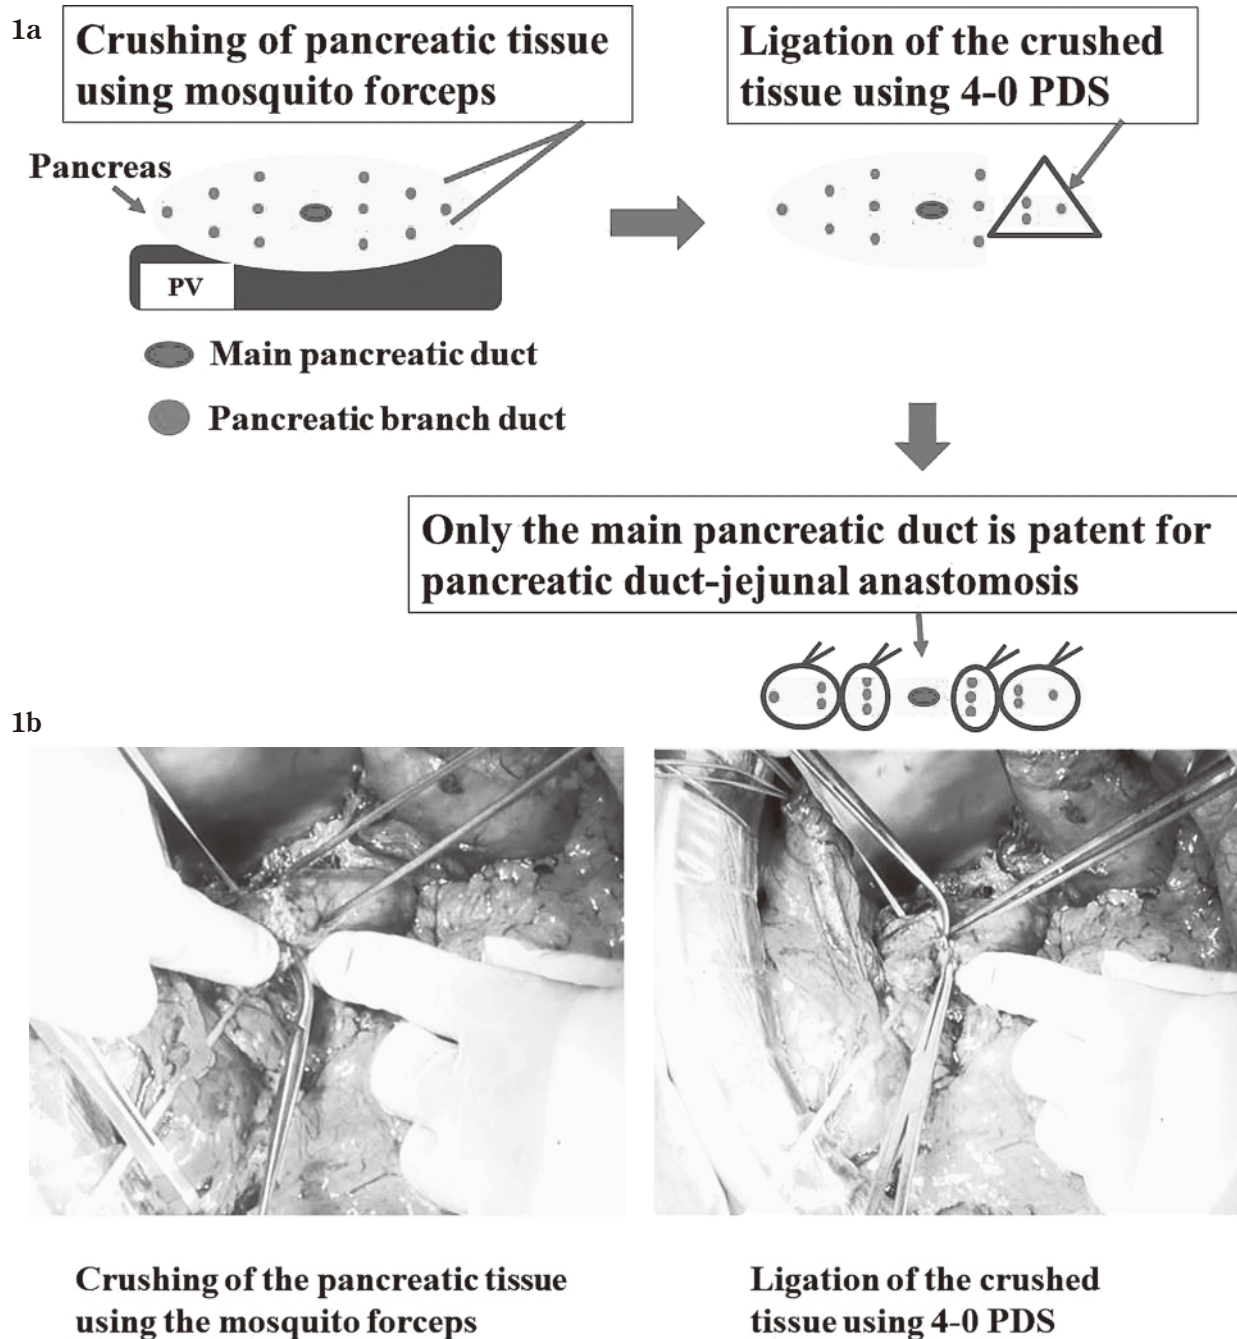 1a
Crushing of pancreatic tissue
using mosquito forceps
Ligation of the crushed
tissue using 4-0 PDS
Pancreas
PV
Main pancreatic duct
Pancreatic branch duct
Only the main pancreatic duct is patent for
pancreatic duct-jejunal anastomosis
1b
Crushing of the pancreatic tissue
using the mosquito forceps
Ligation of the crushed
tissue using 4-0 PDS